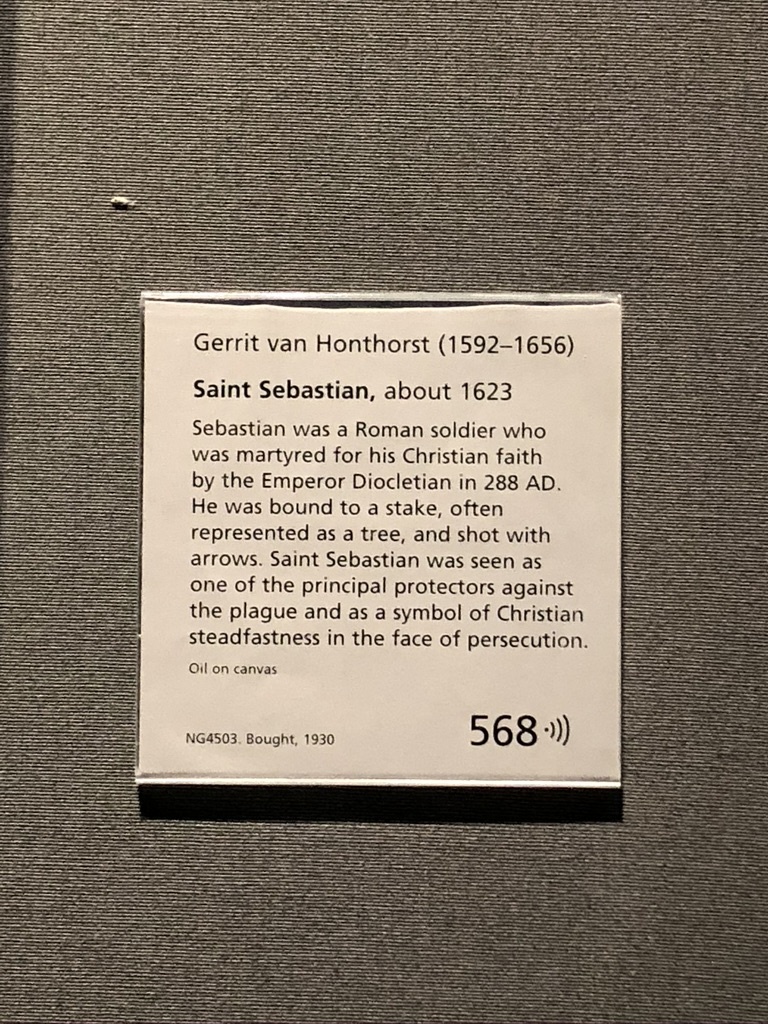 Gerrit van Honthorst (1592–1656)
Saint Sebastian, about 1623
Sebastian was a Roman soldier who
was martyred for his Christian faith
by the Emperor Diocletian in 288 AD.
He was bound to a stake, often
represented as a tree, and shot with
arrows. Saint Sebastian was seen as
one of the principal protectors against
the plague and as a symbol of Christian
steadfastness in the face of persecution.
Oil on canvas
NG4503. Bought, 1930
568